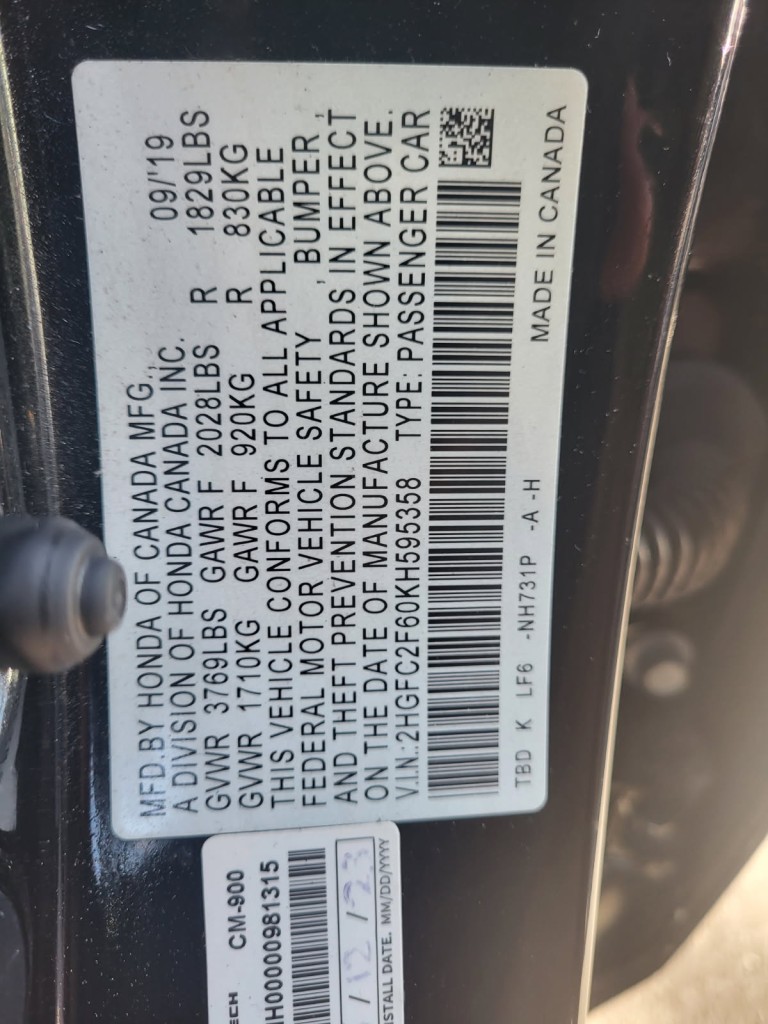 MFD.BY HONDA OF CANADA MFG., 09/'19
A DIVISION OF HONDA CANADA INC.
GVWR 3769LBS GAWR F 2028LBS R 1829LBS
GVWR 1710KG GAWR F 920KG R 830KG
THIS VEHICLE CONFORMS TO ALL APPLICABLE
FEDERAL MOTOR VEHICLE SAFETY , BUMPER ,
AND THEFT PREVENTION STANDARDS IN EFFECT
ON THE DATE OF MANUFACTURE SHOWN ABOVE.
V.I.N.:2HGFC2F60KH595358 TYPE: PASSENGER CAR
TBD K LF6 -NH731P -A -H MADE IN CANADA
CM-900
H00000981315
/12/23
MM/DD/YYYY